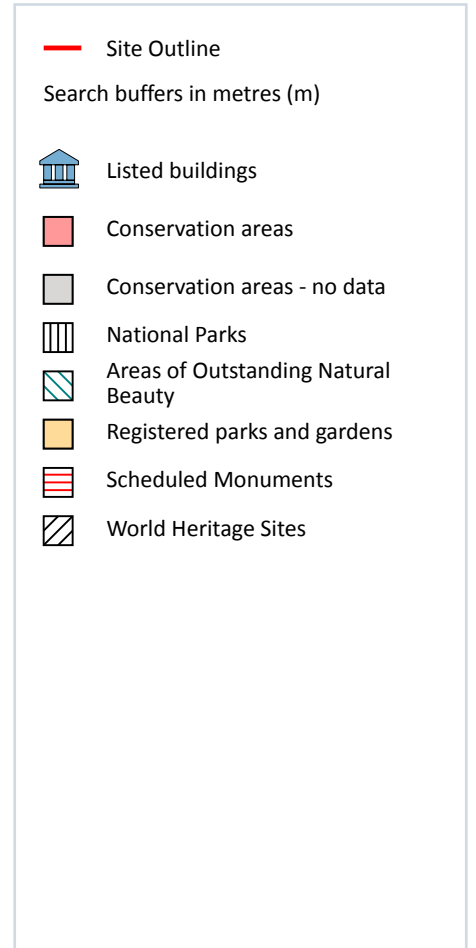 Site Outline
Search buffers in metres (m)
Listed buildings
Conservation areas
Conservation areas - no data
National Parks
Areas of Outstanding Natural
Beauty
Registered parks and gardens
Scheduled Monuments
World Heritage Sites